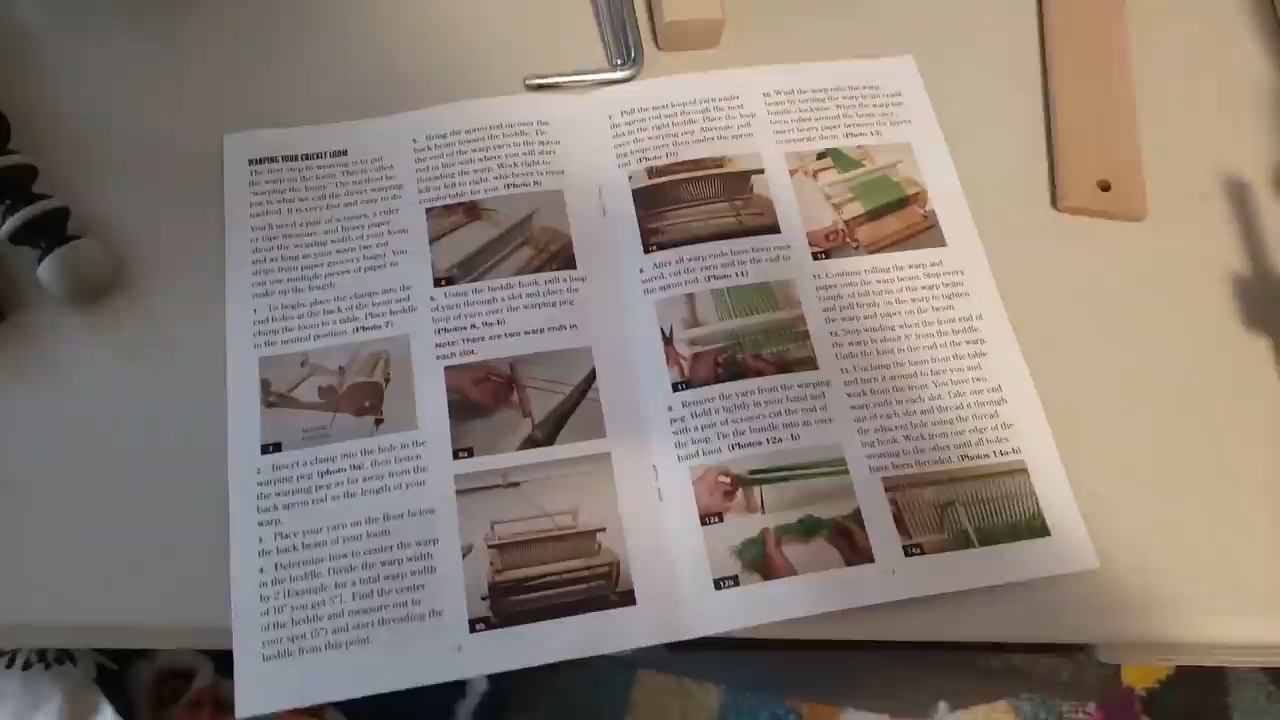 WARPING YOUR CRICKET LOOM
The first step to weaving is to put
the warp on the loom. This is called
"warping the loom." The method be-
low is what we call the direct warping
method. It is very fast and easy to do.
You'll need a pair of scissors, a ruler
or tape measure, and heavy paper
about the weaving width of your loom
and as long as your warp (we cut
strips from paper grocery bags). You
can use multiple pieces of paper to
make up the length.
1. To begin, place the clamps into the
end holes at the back of the loom and
clamp the loom to a table. Place heddle
in the neutral position. (Photo 7)
7
2. Insert a clamp into the hole in the
warping peg (photo 9a), then fasten
the warping peg as far away from the
back apron rod as the length of your
warp.
3. Place your yarn on the floor below
the back beam of your loom.
4. Determine how to center the warp
in the heddle. Divide the warp width
by 2 [Example: for a total warp width
of 10" you get 5"]. Find the center
of the heddle and measure out to
your spot (5") and start threading the
heddle from this point.
5. Bring the apron rod up over the
back beam toward the heddle. Tie
the end of the warp yarn to the apron
rod in line with where you will start
threading the warp. Work right to
left or left to right, whichever is most
comfortable for you. (Photo 8)
8
6. Using the heddle hook, pull a loop
of yarn through a slot and place the
loop of yarn over the warping peg
(Photos 8, 9a-b).
Note: There are two warp ends in
each slot.
9a
9b
7. Pull the next loop of yarn under
the apron rod and through the next
slot in the rigid heddle. Place the loop
over the warping peg. Alternate pull-
ing loops over then under the apron
rod. (Photo 10)
10
8. After all warp ends have been mea-
sured, cut the yarn and tie the end to
the apron rod. (Photo 11)
11
9. Remove the yarn from the warping
peg. Hold it tightly in your hand and
with a pair of scissors cut the end of
the loop. Tie the bundle into an over-
hand knot. (Photos 12a-b)
12a
12b
10. Wind the warp onto the warp
beam by turning the warp beam crank
handle clockwise. When the warp has
been rolled around the beam once,
insert heavy paper between the layers
to separate them. (Photo 13)
13
11. Continue rolling the warp and
paper onto the warp beam. Stop every
couple of full turns of the warp beam
and pull firmly on the warp to tighten
the warp and paper on the beam.
12. Stop winding when the front end of
the warp is about 8" from the heddle.
Undo the knot in the end of the warp.
13. Unclamp the loom from the table
and turn it around to face you and
work from the front. You have two
warp ends in each slot. Take one end
out of each slot and thread it through
the adjacent hole using the thread-
ing hook. Work from one edge of the
weaving to the other until all holes
have been threaded. (Photos 14a-b)
14a